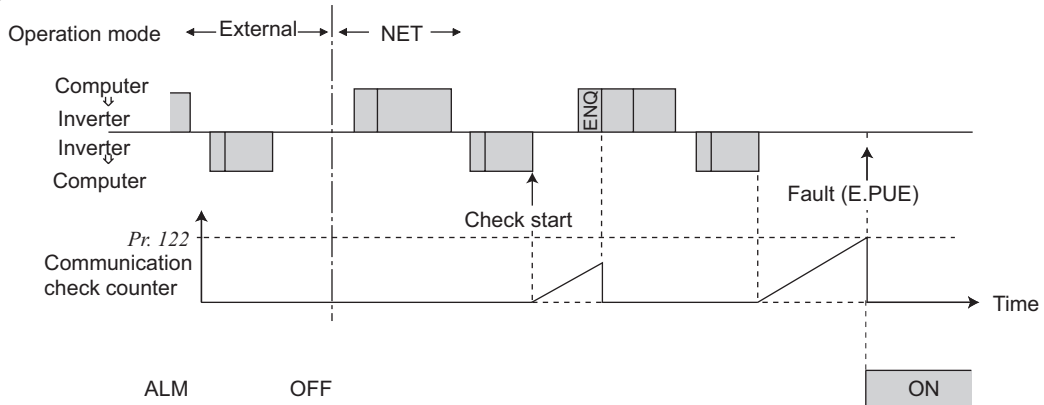 Operation mode External NET
Computer
Inverter
Inverter
Computer
ENQ
Fault (E.PUE)
Check start
Pr. 122
Communication
check counter
Time
ALM OFF ON